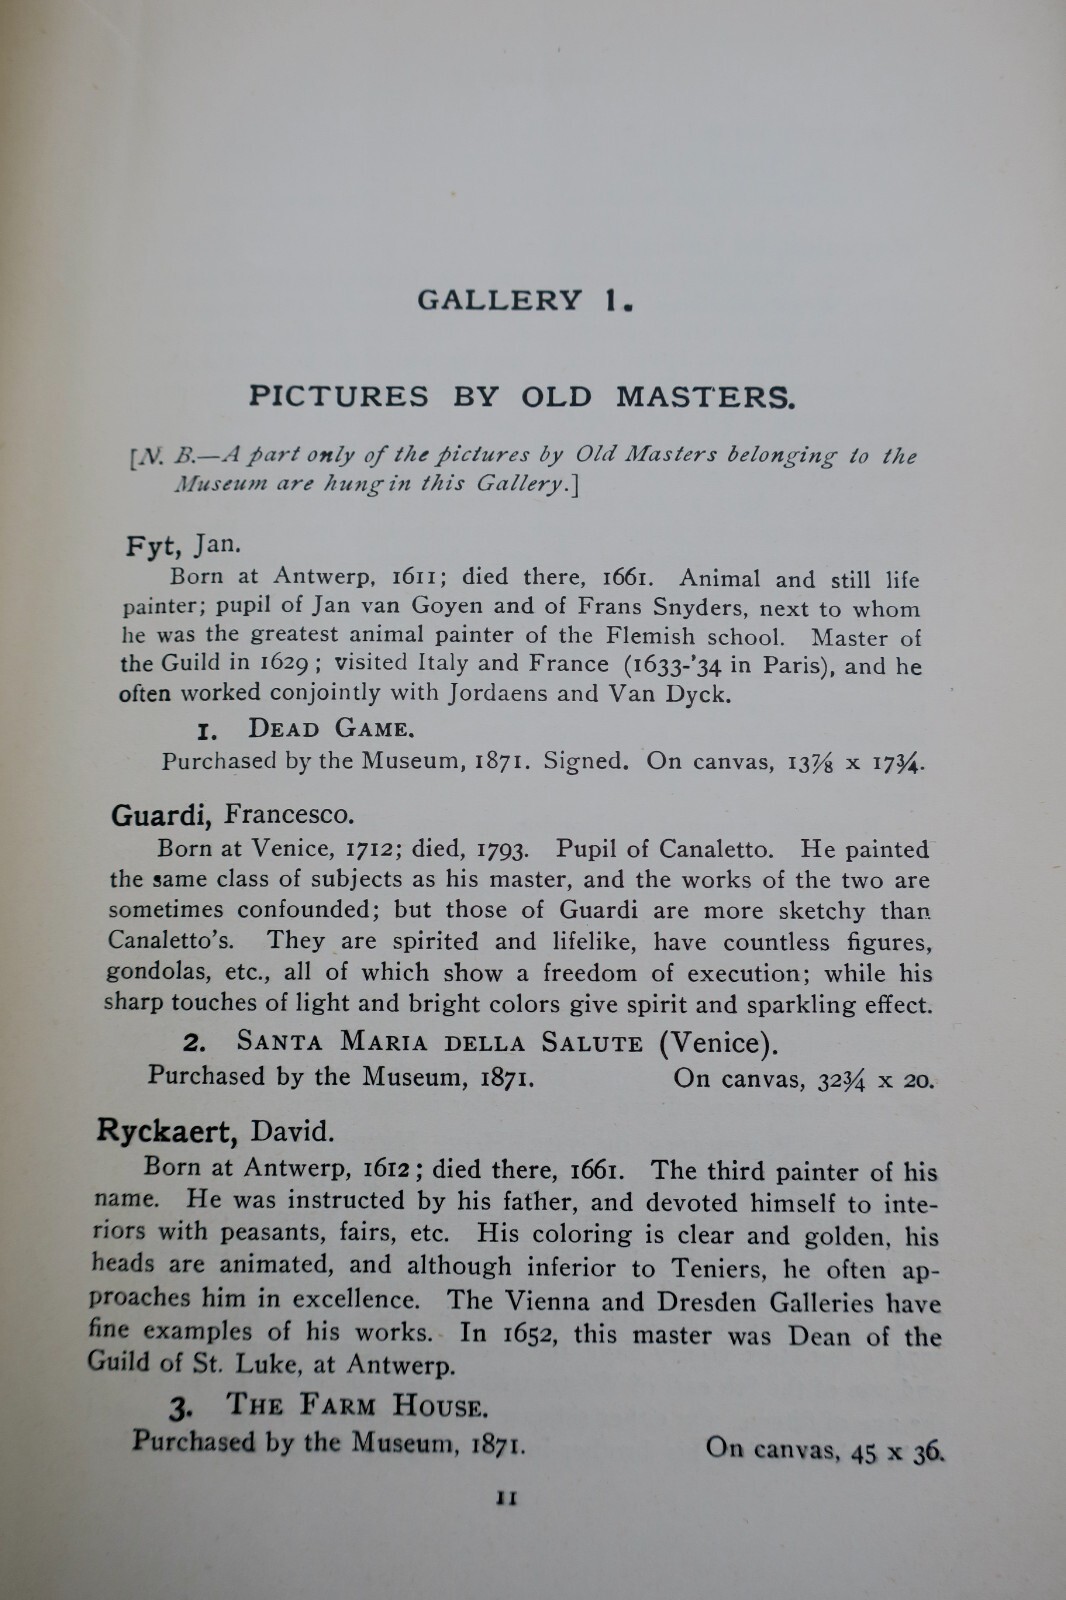 GALLERY 1.
PICTURES BY OLD MASTERS.
[N. B.—A part only of the pictures by Old Masters belonging to the
Museum are hung in this Gallery.]
Fyt, Jan.
Born at Antwerp, 1611; died there, 1661. Animal and still life
painter; pupil of Jan van Goyen and of Frans Snyders, next to whom
he was the greatest animal painter of the Flemish school. Master of
the Guild in 1629; visited Italy and France (1633-'34 in Paris), and he
often worked conjointly with Jordaens and Van Dyck.
1. DEAD GAME.
Purchased by the Museum, 1871. Signed. On canvas, 13⅞ x 17¾.
Guardi, Francesco.
Born at Venice, 1712; died, 1793. Pupil of Canaletto. He painted
the same class of subjects as his master, and the works of the two are
sometimes confounded; but those of Guardi are more sketchy than
Canaletto's. They are spirited and lifelike, have countless figures,
gondolas, etc., all of which show a freedom of execution; while his
sharp touches of light and bright colors give spirit and sparkling effect.
2. SANTA MARIA DELLA SALUTE (Venice).
Purchased by the Museum, 1871. On canvas, 32¾ x 20.
Ryckaert, David.
Born at Antwerp, 1612; died there, 1661. The third painter of his
name. He was instructed by his father, and devoted himself to inte-
riors with peasants, fairs, etc. His coloring is clear and golden, his
heads are animated, and although inferior to Teniers, he often ap-
proaches him in excellence. The Vienna and Dresden Galleries have
fine examples of his works. In 1652, this master was Dean of the
Guild of St. Luke, at Antwerp.
3. THE FARM HOUSE.
Purchased by the Museum, 1871. On canvas, 45 x 36.
11